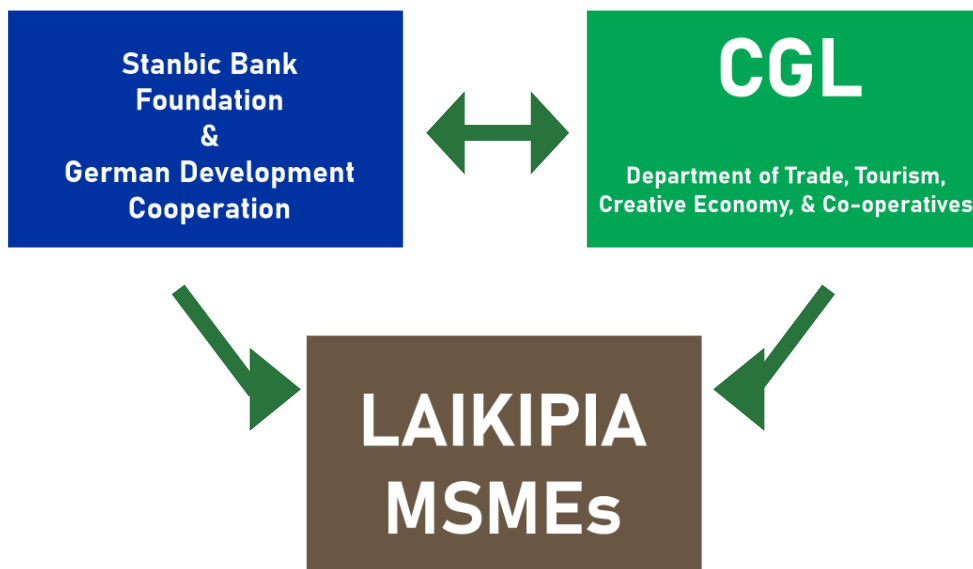 Stanbic Bank
Foundation
&
German Development
Cooperation
CGL
Department of Trade, Tourism,
Creative Economy, & Co-operatives
LAIKIPIA
MSMEs